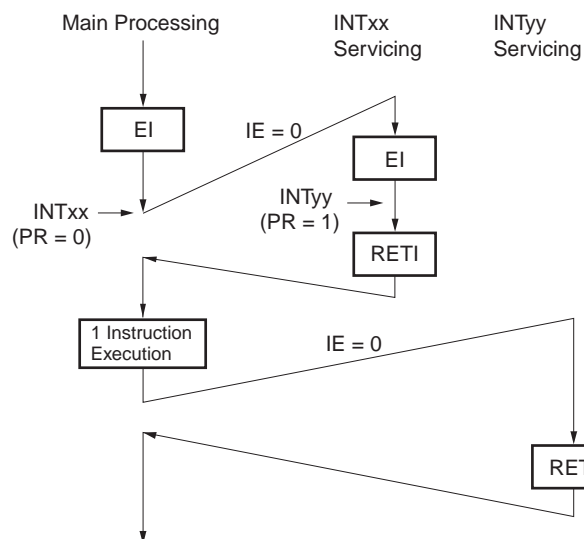 Main Processing
INTxx
Servicing
INTyy
Servicing
EI
IE = 0
EI
INTxx
(PR = 0)
INTyy
(PR = 1)
RETI
1 Instruction
Execution
IE = 0